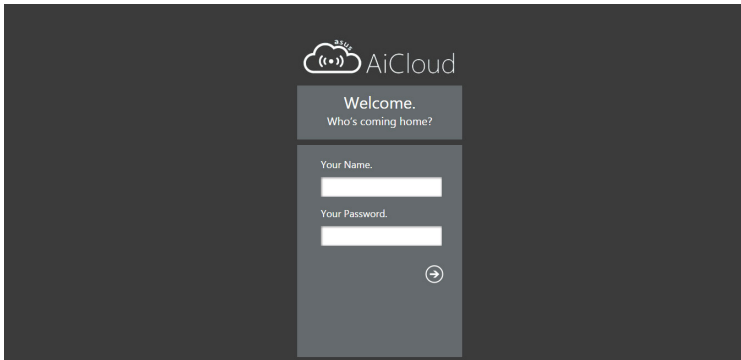 asus
AiCloud
Welcome.
Who's coming home?
Your Name.
Your Password.